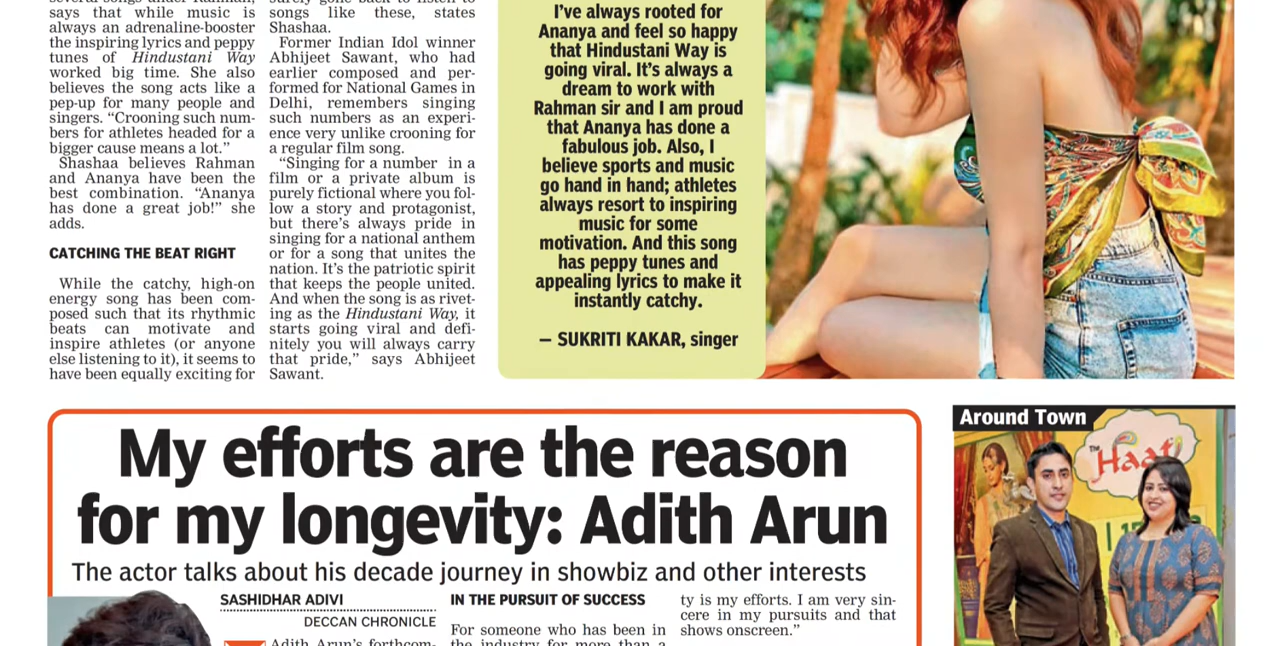 says that while music is
always an adrenaline-booster
the inspiring lyrics and peppy
tunes of Hindustani Way
worked big time. She also
believes the song acts like a
pep-up for many people and
singers. “Crooning such num-
bers for athletes headed for a
bigger cause means a lot.”
Shashaa believes Rahman
and Ananya have been the
best combination. “Ananya
has done a great job!” she
adds.
CATCHING THE BEAT RIGHT
While the catchy, high-on
energy song has been com-
posed such that its rhythmic
beats can motivate and
inspire athletes (or anyone
else listening to it), it seems to
have been equally exciting for
songs like these, states
Shashaa.
Former Indian Idol winner
Abhijeet Sawant, who had
earlier composed and per-
formed for National Games in
Delhi, remembers singing
such numbers as an experi-
ence very unlike crooning for
a regular film song.
“Singing for a number in a
film or a private album is
purely fictional where you fol-
low a story and protagonist,
but there’s always pride in
singing for a national anthem
or for a song that unites the
nation. It’s the patriotic spirit
that keeps the people united.
And when the song is as rivet-
ing as the Hindustani Way, it
starts going viral and defi-
nitely you will always carry
that pride,” says Abhijeet
Sawant.
I’ve always rooted for
Ananya and feel so happy
that Hindustani Way is
going viral. It’s always a
dream to work with
Rahman sir and I am proud
that Ananya has done a
fabulous job. Also, I
believe sports and music
go hand in hand; athletes
always resort to inspiring
music for some
motivation. And this song
has peppy tunes and
appealing lyrics to make it
instantly catchy.
— SUKRITI KAKAR, singer
My efforts are the reason
for my longevity: Adith Arun
The actor talks about his decade journey in showbiz and other interests
SASHIDHAR ADIVI
DECCAN CHRONICLE
Adith Arun’s forthcom-
IN THE PURSUIT OF SUCCESS
For someone who has been in
the industry for more than a
ty is my efforts. I am very sin-
cere in my pursuits and that
shows onscreen.”
Around Town
The
Haat